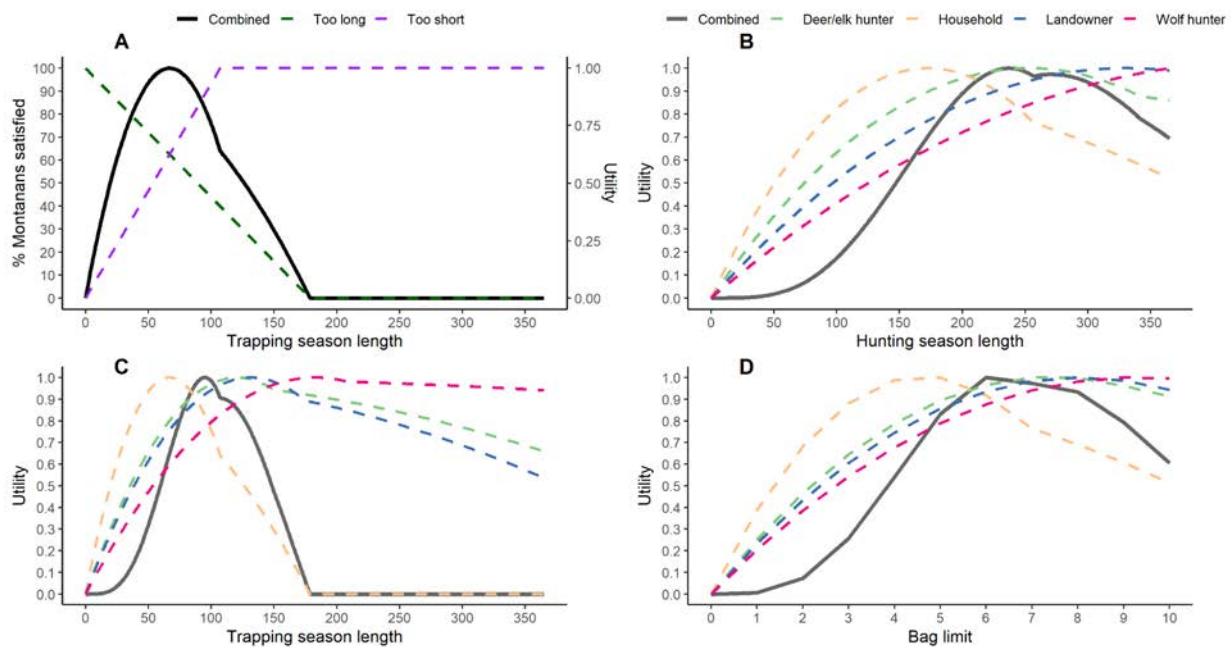 Combined Too long Too short
Combined Deer/elk hunter Household Landowner Wolf hunter
A
100
90
80
70
60
50
40
30
20
10
0
% Montanans satisfied
1.00
0.75
0.50
0.25
0.00
Utility
0 50 100 150 200 250 300 350
Trapping season length
B
1.0
0.9
0.8
0.7
0.6
0.5
0.4
0.3
0.2
0.1
0.0
Utility
0 50 100 150 200 250 300 350
Hunting season length
C
1.0
0.9
0.8
0.7
0.6
0.5
0.4
0.3
0.2
0.1
0.0
Utility
0 50 100 150 200 250 300 350
Trapping season length
D
1.0
0.9
0.8
0.7
0.6
0.5
0.4
0.3
0.2
0.1
0.0
Utility
0 1 2 3 4 5 6 7 8 9 10
Bag limit